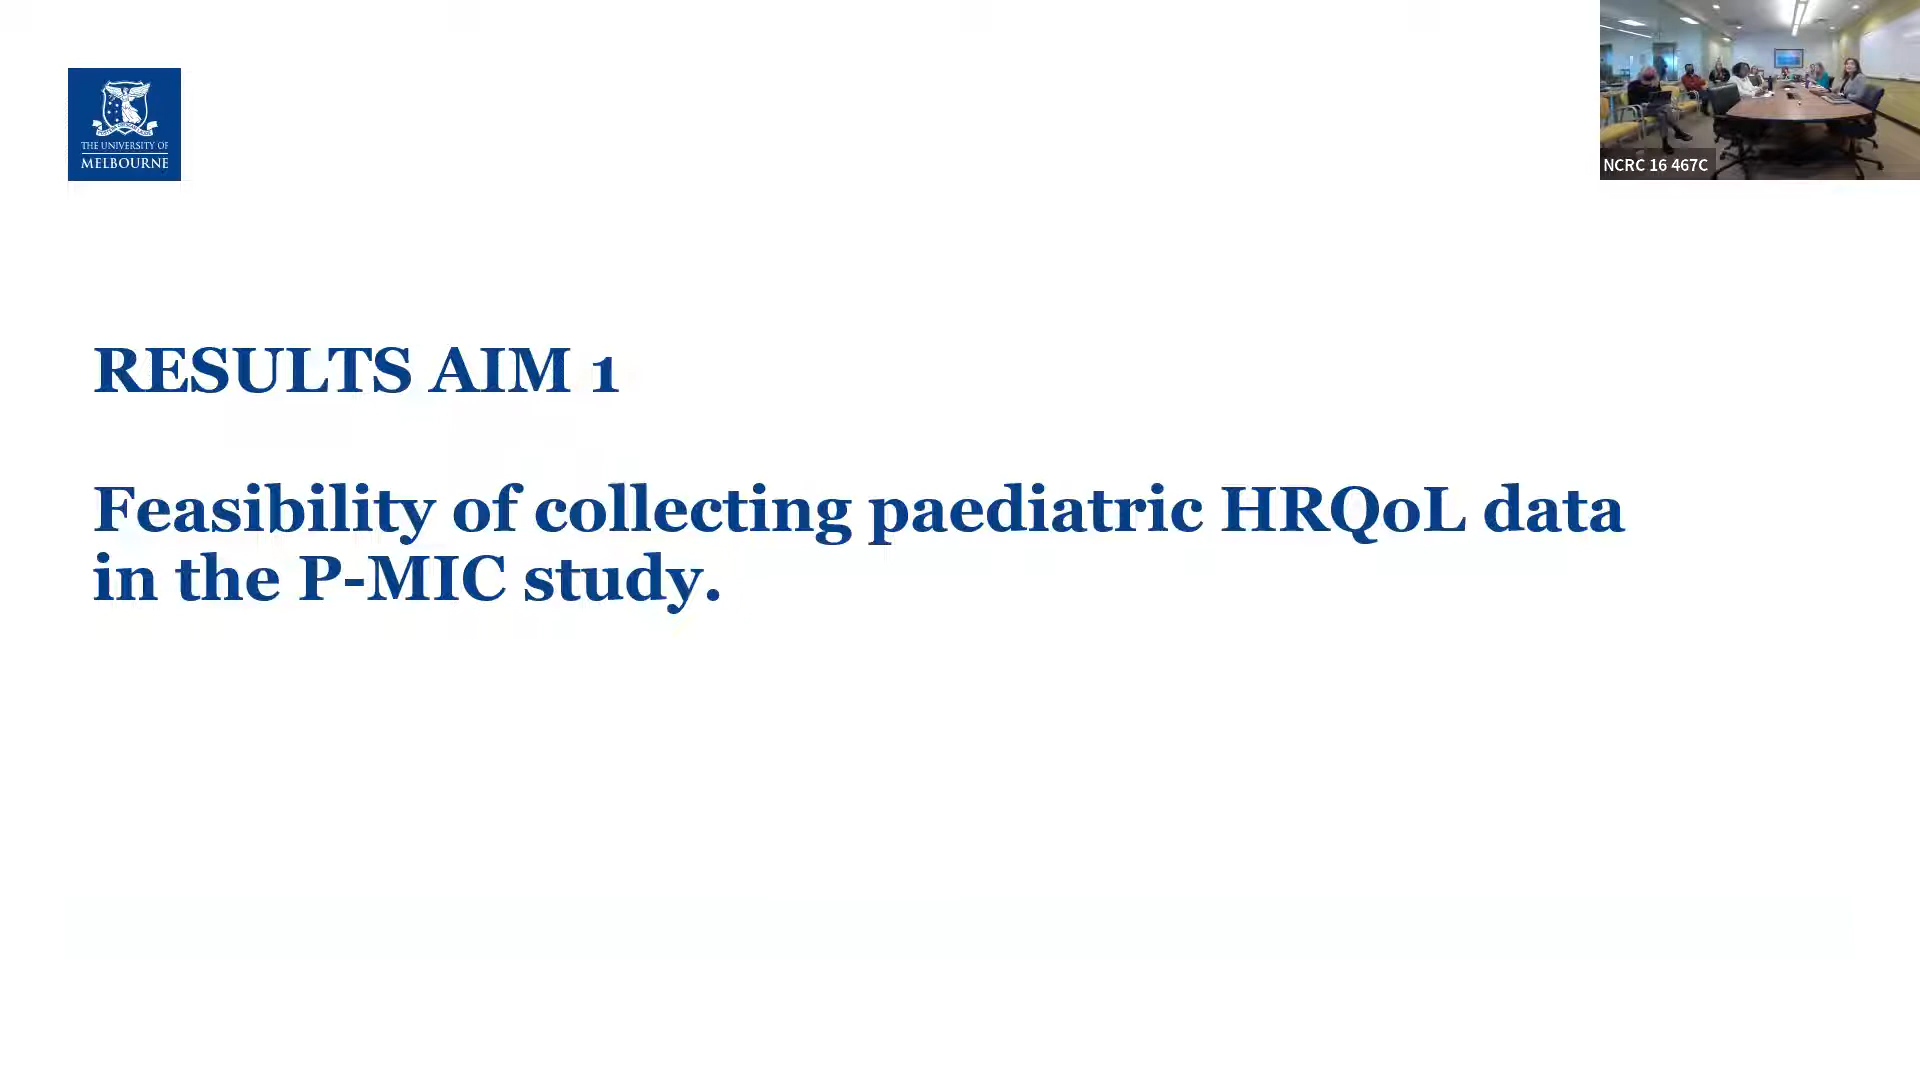 THE UNIVERSITY OF
MELBOURNE
NCRC 16 467C
RESULTS AIM 1
Feasibility of collecting paediatric HRQoL data
in the P-MIC study.